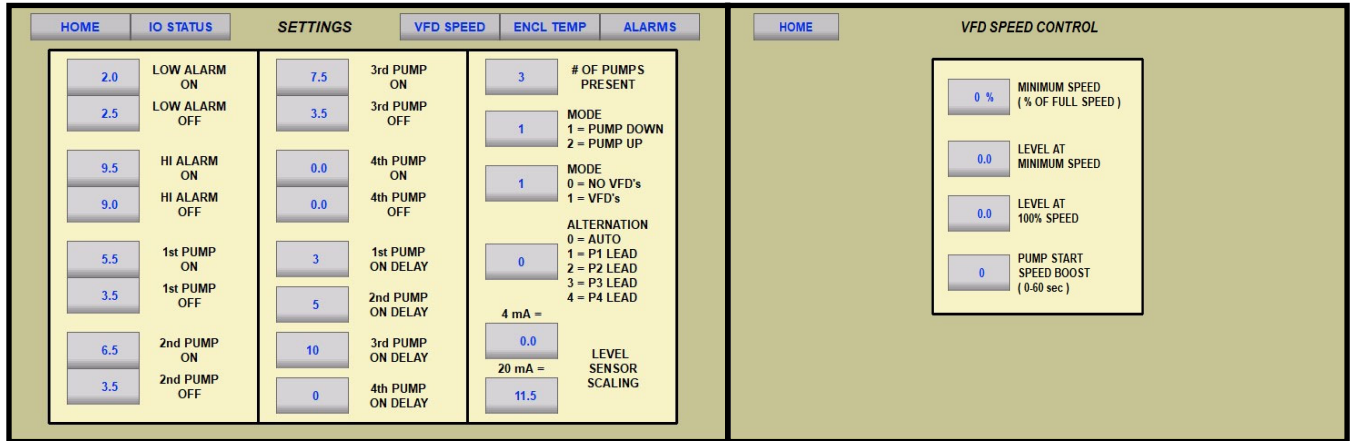 HOME
IO STATUS
SETTINGS
VFD SPEED
ENCL TEMP
ALARMS
2.0
LOW ALARM
ON
2.5
LOW ALARM
OFF
9.5
HI ALARM
ON
9.0
HI ALARM
OFF
5.5
1st PUMP
ON
3.5
1st PUMP
OFF
6.5
2nd PUMP
ON
3.5
2nd PUMP
OFF
7.5
3rd PUMP
ON
3.5
3rd PUMP
OFF
0.0
4th PUMP
ON
0.0
4th PUMP
OFF
3
1st PUMP
ON DELAY
5
2nd PUMP
ON DELAY
10
3rd PUMP
ON DELAY
0
4th PUMP
ON DELAY
3
# OF PUMPS
PRESENT
1
MODE
1 = PUMP DOWN
2 = PUMP UP
1
MODE
0 = NO VFD's
1 = VFD's
0
ALTERNATION
0 = AUTO
1 = P1 LEAD
2 = P2 LEAD
3 = P3 LEAD
4 = P4 LEAD
4 mA =
0.0
20 mA =
11.5
LEVEL
SENSOR
SCALING
HOME
VFD SPEED CONTROL
0 %
MINIMUM SPEED
( % OF FULL SPEED )
0.0
LEVEL AT
MINIMUM SPEED
0.0
LEVEL AT
100% SPEED
0
PUMP START
SPEED BOOST
( 0-60 sec )